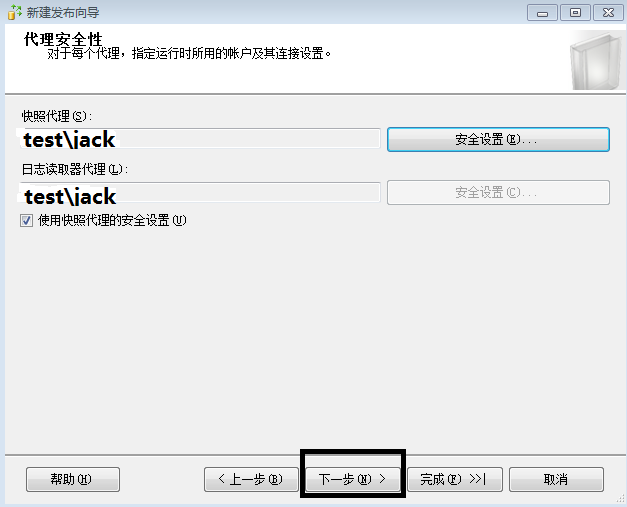 新建发布向导
代理安全性
对于每个代理，指定运行时所用的帐户及其连接设置。
快照代理(S):
test\jack
安全设置(E)...
日志读取器代理(L):
test\jack
安全设置(C)...
使用快照代理的安全设置(U)
帮助(H)
< 上一步(B)
下一步(N) >
完成(F) >>|
取消